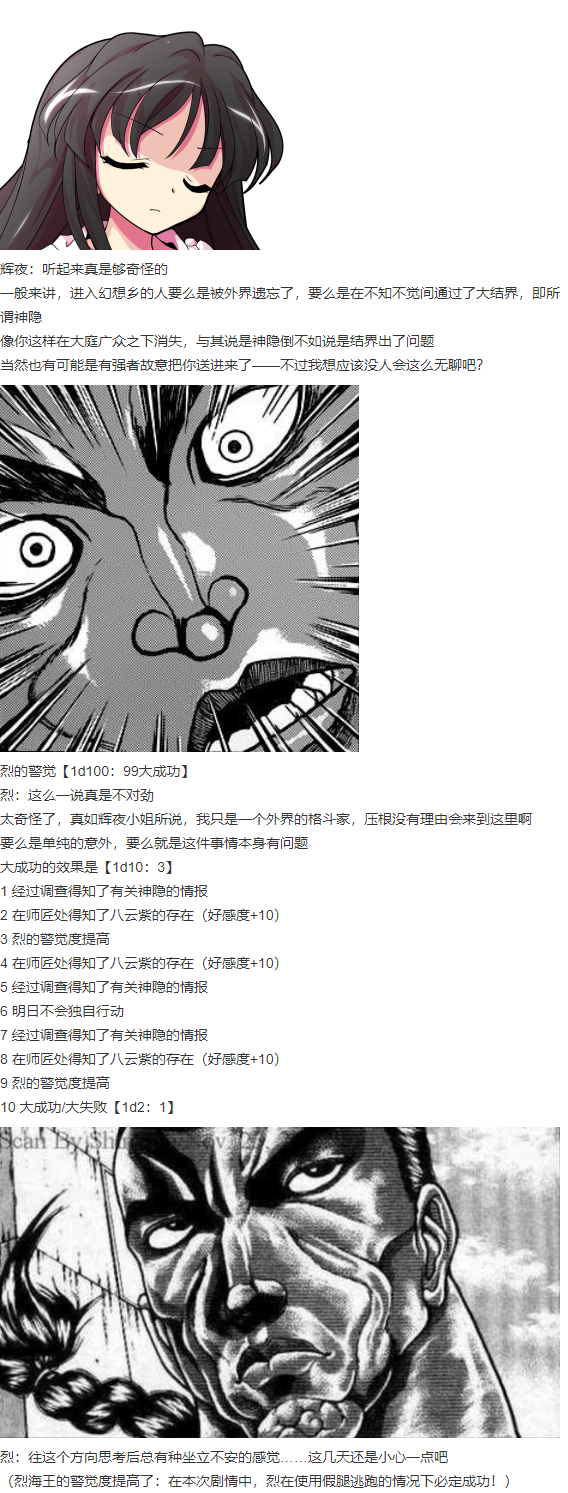 辉夜：听起来真是够奇怪的
一般来讲，进入幻想乡的人要么是被外界遗忘了，要么是在不知不觉间通过了大结界，即所
谓神隐
像你这样在大庭广众之下消失，与其说是神隐倒不如说是结界出了问题
当然也有可能是有强者故意把你送进来了——不过我想应该没人会这么无聊吧？
烈的警觉【1d100：99大成功】
烈：这么一说真是不对劲
太奇怪了，真如辉夜小姐所说，我只是一个外界的格斗家，压根没有理由会来到这里啊
要么是单纯的意外，要么就是这件事情本身有问题
大成功的效果是【1d10：3】
1 经过调查得知了有关神隐的情报
2 在师匠处得知了八云紫的存在（好感度+10）
3 烈的警觉度提高
4 在师匠处得知了八云紫的存在（好感度+10）
5 经过调查得知了有关神隐的情报
6 明日不会独自行动
7 经过调查得知了有关神隐的情报
8 在师匠处得知了八云紫的存在（好感度+10）
9 烈的警觉度提高
10 大成功/大失败【1d2：1】
Scan By
烈：往这个方向思考后总有种坐立不安的感觉……这几天还是小心一点吧
（烈海王的警觉度提高了：在本次剧情中，烈在使用假腿逃跑的情况下必定成功！）